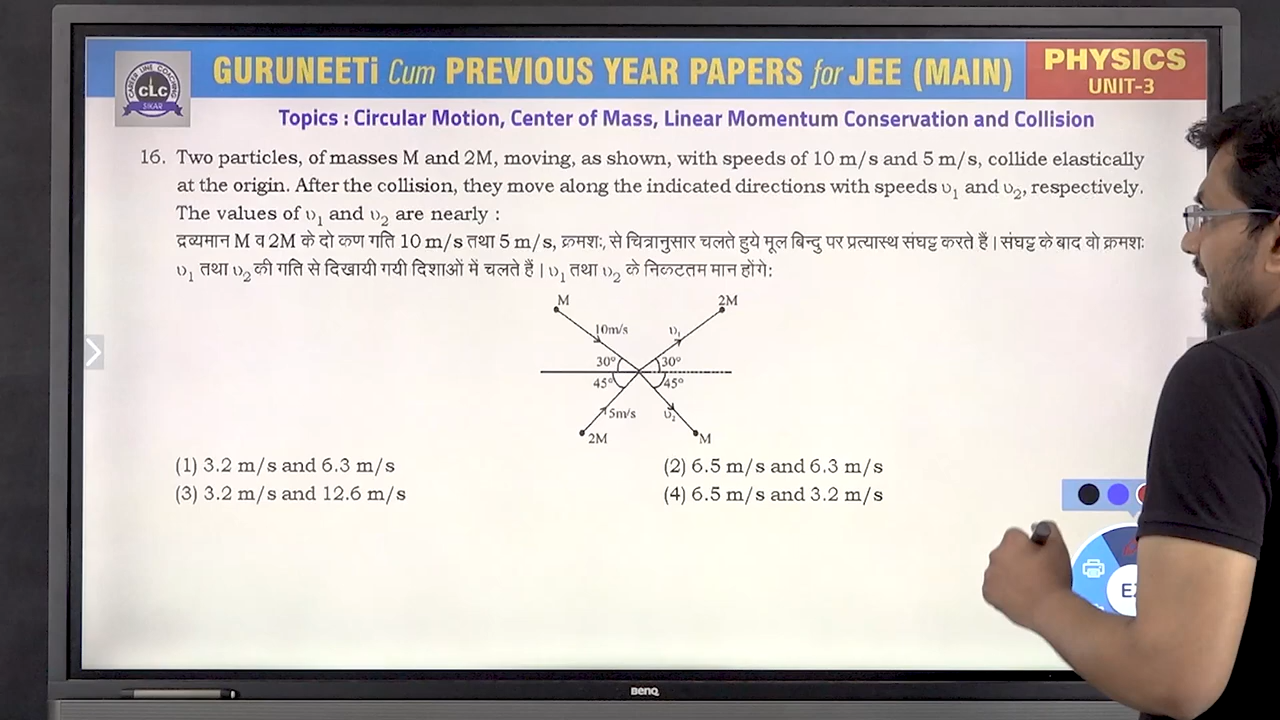 GURUNEETi Cum PREVIOUS YEAR PAPERS for JEE (MAIN)
PHYSICS
UNIT-3
CAREER LINE COACHING
CLC
SIKAR
Topics : Circular Motion, Center of Mass, Linear Momentum Conservation and Collision
16. Two particles, of masses M and 2M, moving, as shown, with speeds of 10 m/s and 5 m/s, collide elastically
at the origin. After the collision, they move along the indicated directions with speeds υ₁ and υ₂, respectively.
The values of υ₁ and υ₂ are nearly :
द्रव्यमान M व 2M के दो कण गति 10 m/s तथा 5 m/s, क्रमशः, से चित्रानुसार चलते हुये मूल बिन्दु पर प्रत्यास्थ संघट्ट करते हैं। संघट्ट के बाद वो क्रमशः
υ₁ तथा υ₂ की गति से दिखायी गयी दिशाओं में चलते हैं। υ₁ तथा υ₂ के निकटतम मान होंगे:
M
2M
10m/s
υ₁
30°
30°
45°
45°
5m/s
υ₂
2M
M
(1) 3.2 m/s and 6.3 m/s
(2) 6.5 m/s and 6.3 m/s
(3) 3.2 m/s and 12.6 m/s
(4) 6.5 m/s and 3.2 m/s
BenQ